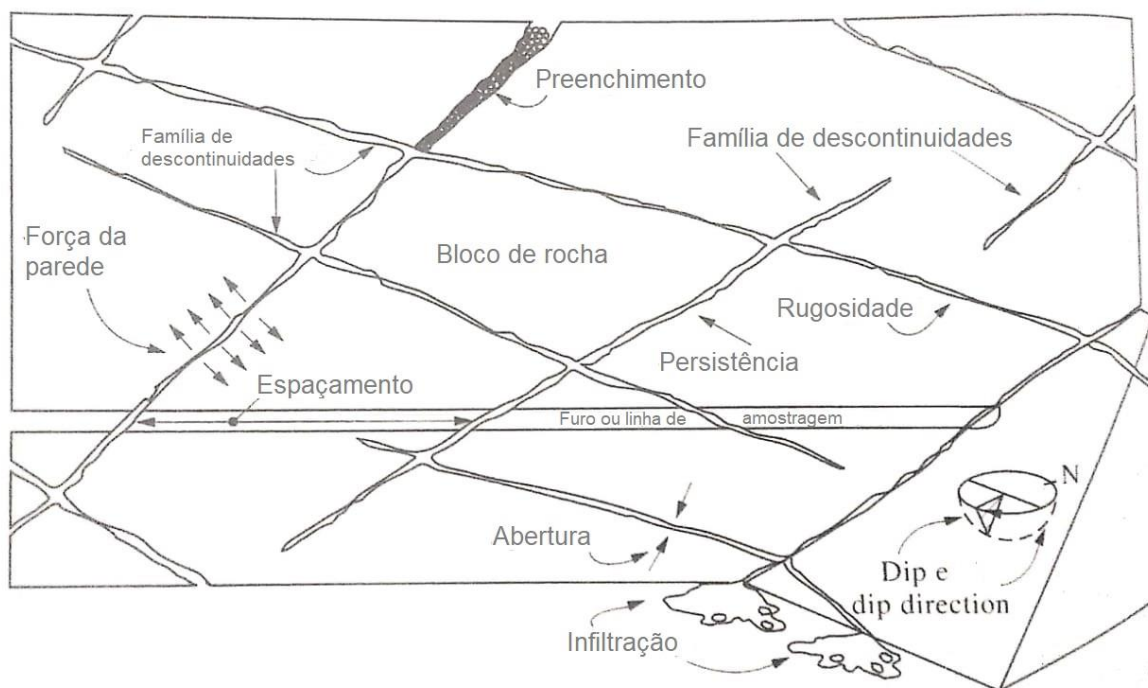 Preenchimento
Família de
descontinuidades
Família de descontinuidades
Força da
parede
Bloco de rocha
Rugosidade
Persistência
Espaçamento
Furo ou linha de amostragem
N
Abertura
Dip e
dip direction
Infiltração